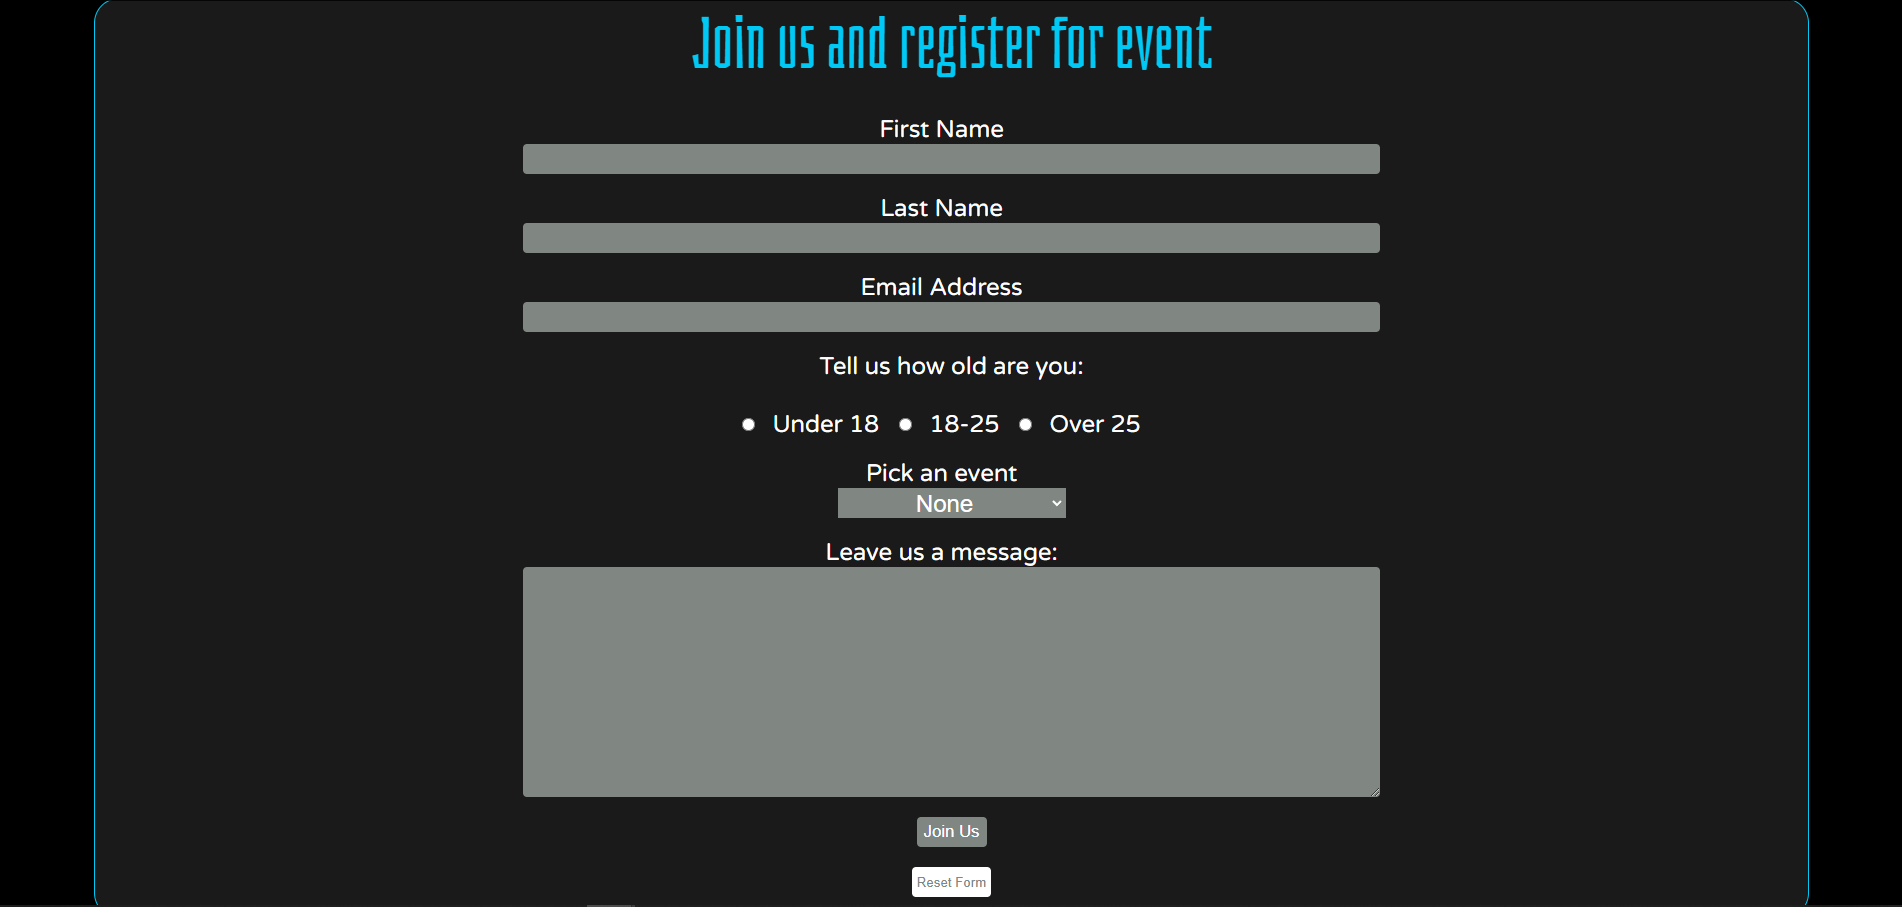 Join us and register for event
First Name
Last Name
Email Address
Tell us how old are you:
Under 18 18-25 Over 25
Pick an event
None
Leave us a message:
Join Us
Reset Form